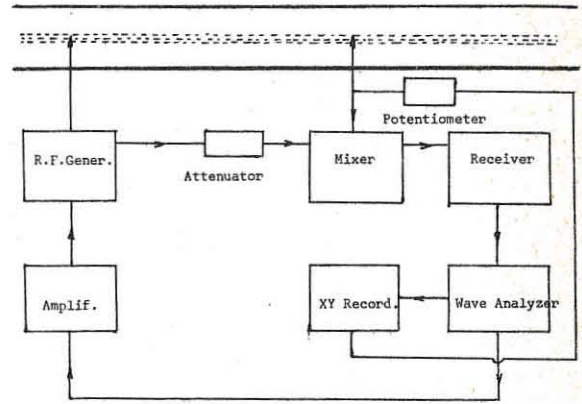 Potentiometer
R.F.Gener.
Attenuator
Mixer
Receiver
Amplif.
XY Record.
Wave Analyzer